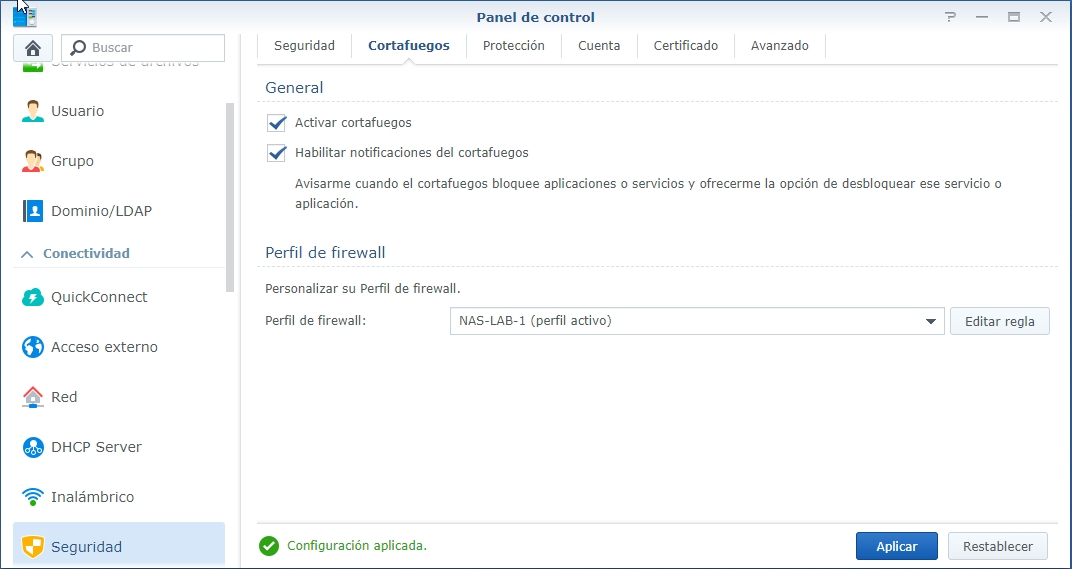 Panel de control
Buscar
Servicios de archivos
Usuario
Grupo
Dominio/LDAP
Conectividad
QuickConnect
Acceso externo
Red
DHCP Server
Inalámbrico
Seguridad
Seguridad
Cortafuegos
Protección
Cuenta
Certificado
Avanzado
General
Activar cortafuegos
Habilitar notificaciones del cortafuegos
Avisarme cuando el cortafuegos bloquee aplicaciones o servicios y ofrecerme la opción de desbloquear ese servicio o
aplicación.
Perfil de firewall
Personalizar su Perfil de firewall.
Perfil de firewall:
NAS-LAB-1 (perfil activo)
Editar regla
Configuración aplicada.
Aplicar
Restablecer